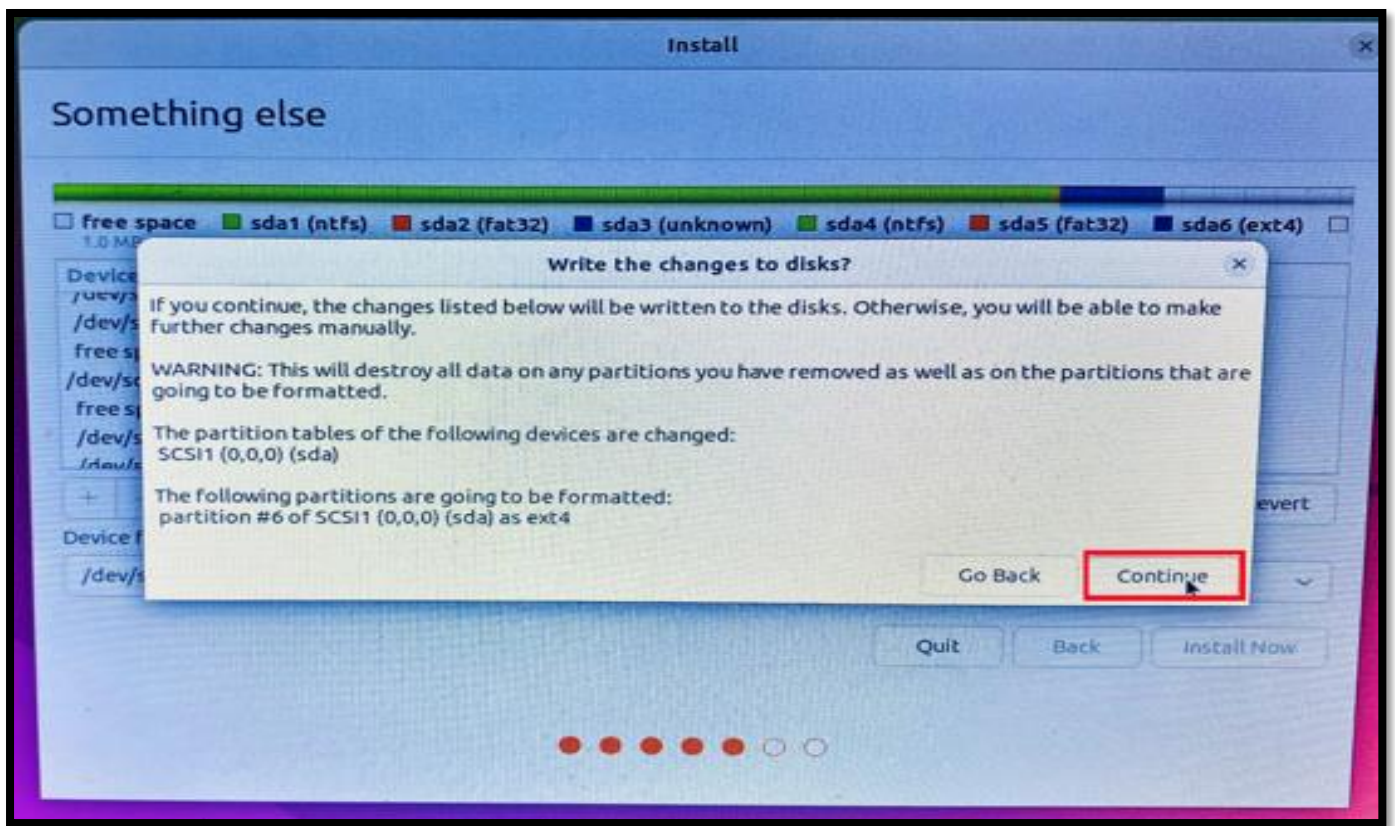 Install
Something else
free space sda1 (ntfs) sda2 (fat32) sda3 (unknown) sda4 (ntfs) sda5 (fat32) sda6 (ext4)
1.0 MB
Device
Write the changes to disks?
If you continue, the changes listed below will be written to the disks. Otherwise, you will be able to make
further changes manually.
WARNING: This will destroy all data on any partitions you have removed as well as on the partitions that are
going to be formatted.
The partition tables of the following devices are changed:
SCSI1 (0,0,0) (sda)
The following partitions are going to be formatted:
partition #6 of SCSI1 (0,0,0) (sda) as ext4
Go Back Continue
/dev/s
free s
/dev/sd
free s
/dev/s
+
evert
Device f
/dev/s
Quit Back Install Now